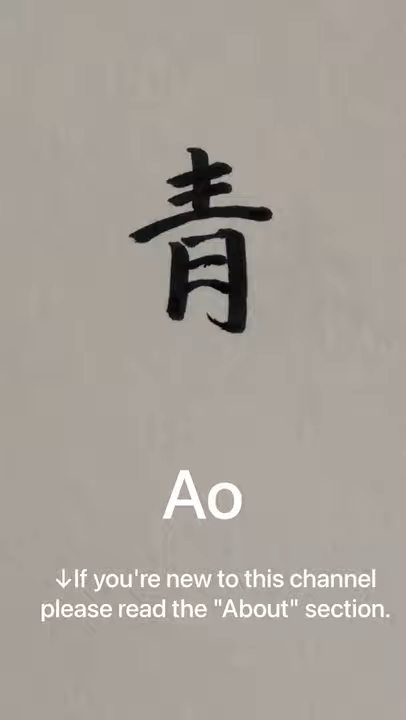 青
Ao
↓If you're new to this channel
please read the "About" section.